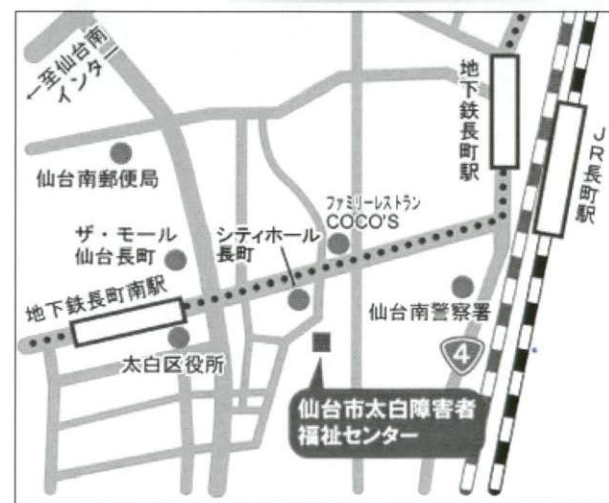 ←至仙台南
インター
仙台南郵便局
ザ・モール
仙台長町
シティホール
長町
ファミリーレストラン
COCO'S
地下鉄長町駅
JR長町駅
地下鉄長町南駅
太白区役所
仙台南警察署
4
仙台市太白障害者
福祉センター